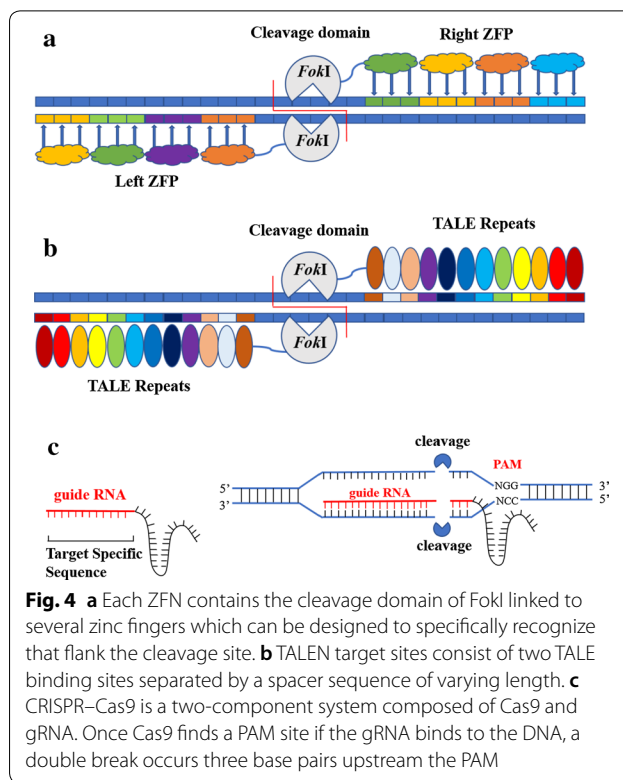 a
Cleavage domain
Right ZFP
FokI
FokI
Left ZFP
b
Cleavage domain
TALE Repeats
FokI
FokI
TALE Repeats
c
cleavage
PAM
guide RNA
5’
NGG
3’
guide RNA
3’
NCC
5’
Target Specific
Sequence
cleavage
Fig. 4 a Each ZFN contains the cleavage domain of FokI linked to
several zinc fingers which can be designed to specifically recognize
that flank the cleavage site. b TALEN target sites consist of two TALE
binding sites separated by a spacer sequence of varying length. c
CRISPR–Cas9 is a two-component system composed of Cas9 and
gRNA. Once Cas9 finds a PAM site if the gRNA binds to the DNA, a
double break occurs three base pairs upstream the PAM